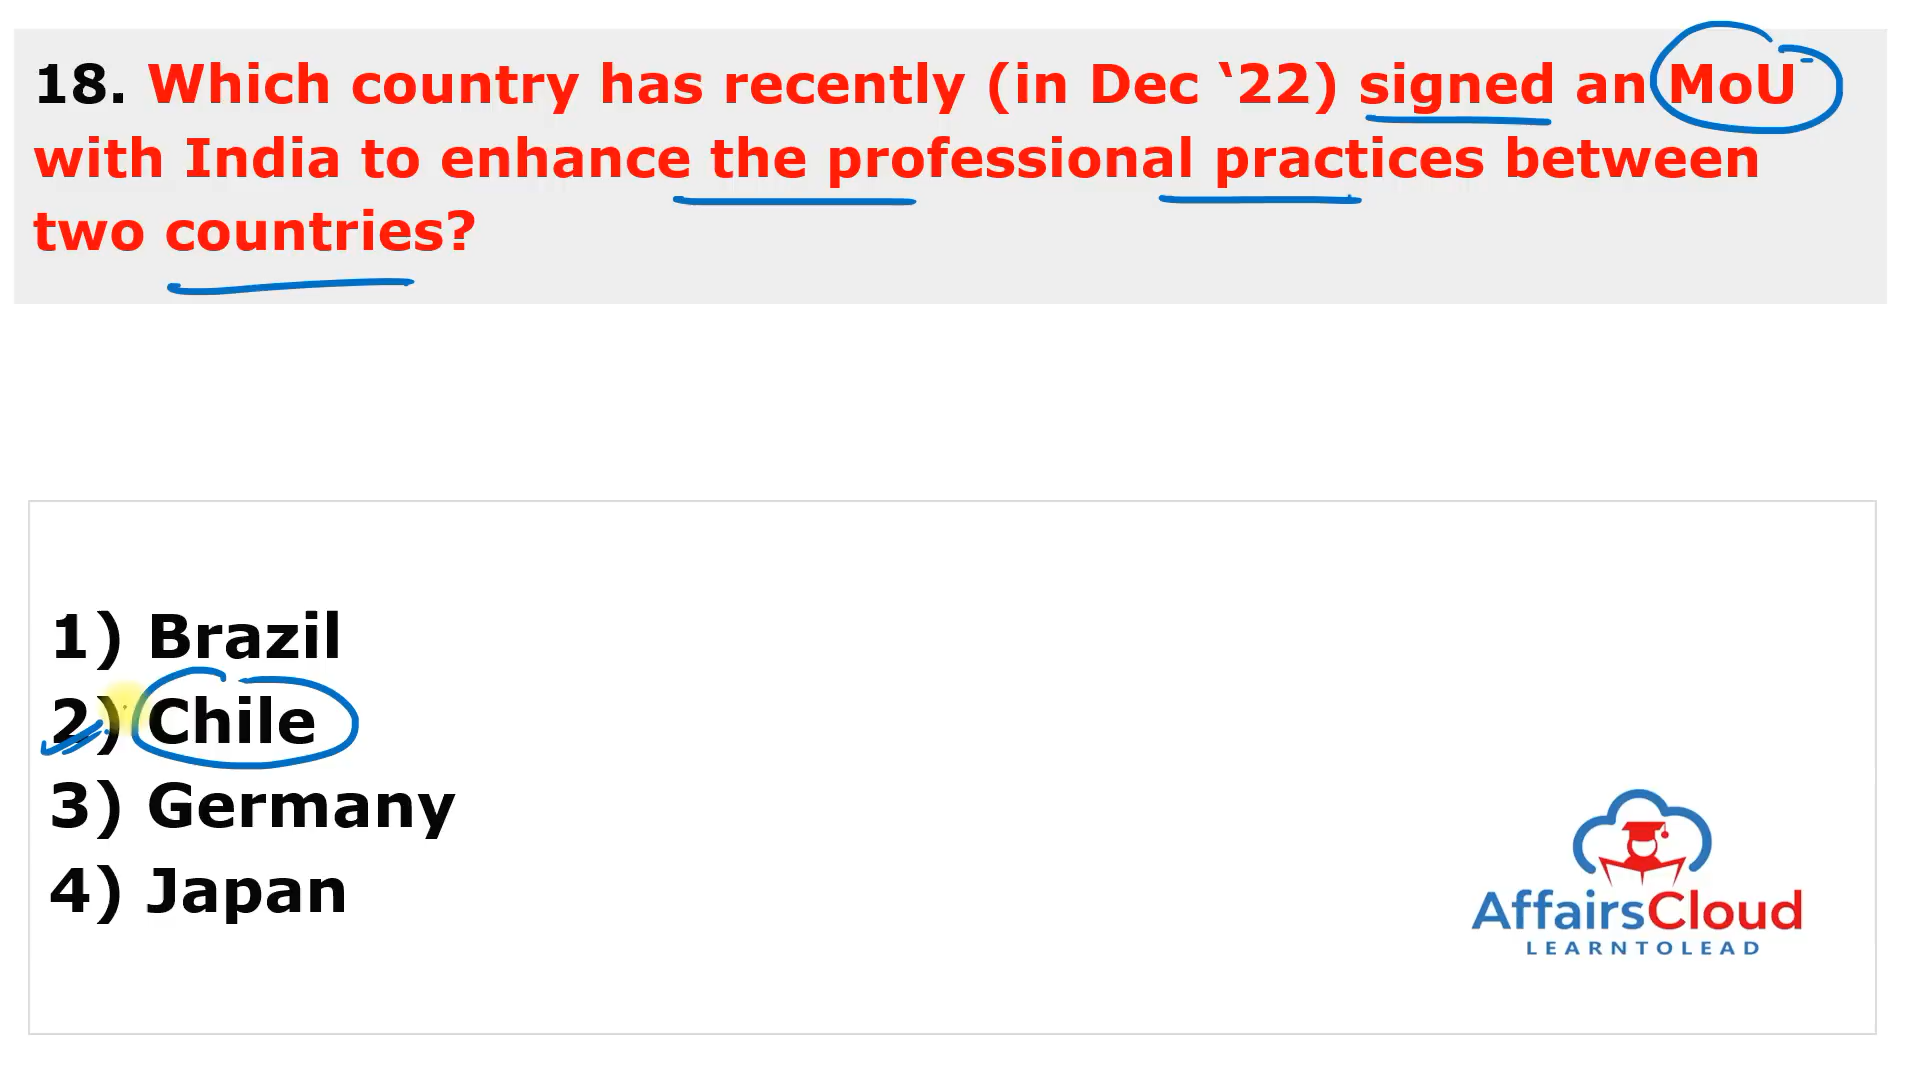 18. Which country has recently (in Dec ‘22) signed an MoU
with India to enhance the professional practices between
two countries?
1) Brazil
2) Chile
3) Germany
4) Japan
AffairsCloud
LEARNTOLEAD